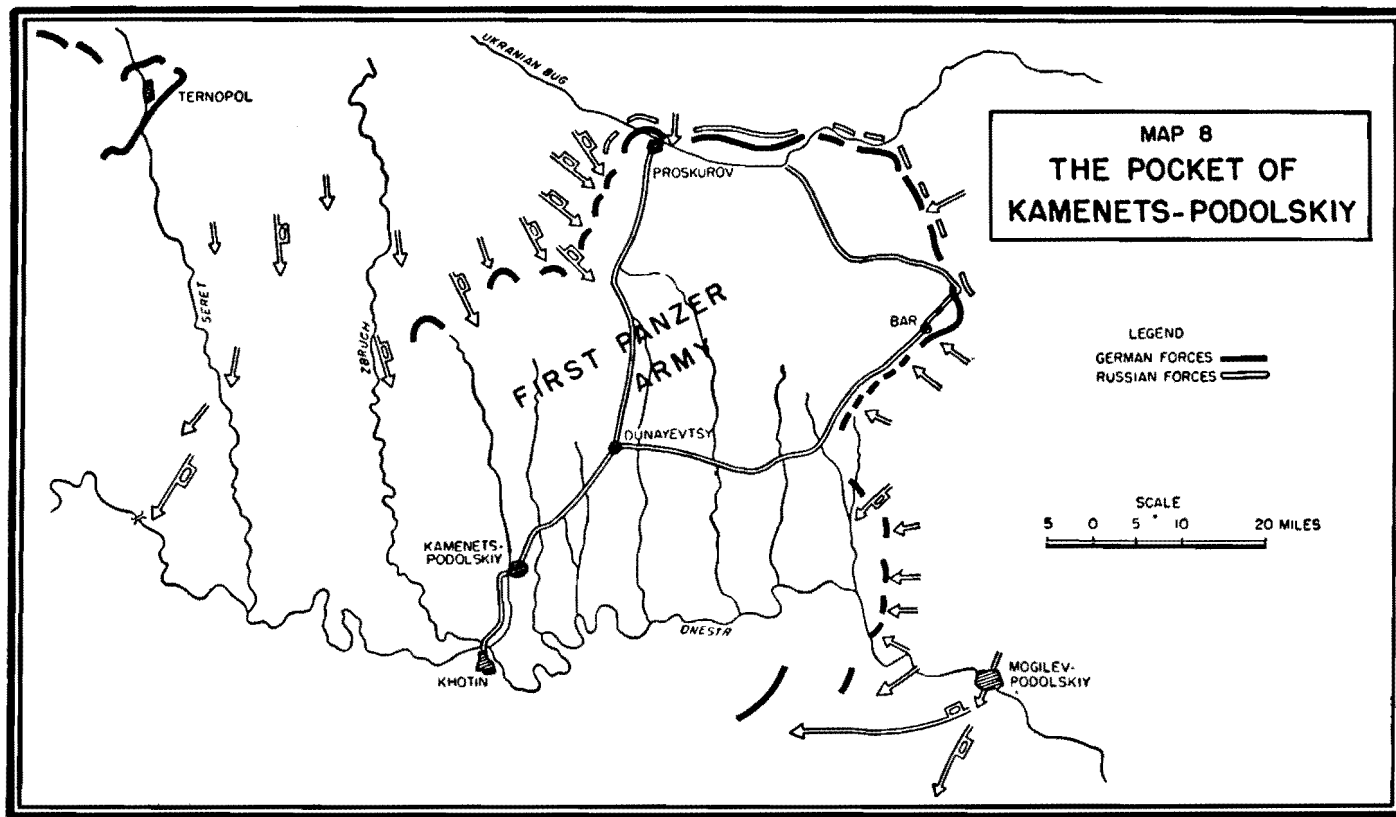 MAP 8
THE POCKET OF
KAMENETS-PODOLSKIY
UKRANIAN BUG
TERNOPOL
PROSKUROV
SERET
ZBRUCH
FIRST PANZER
ARMY
BAR
LEGEND
GERMAN FORCES
RUSSIAN FORCES
DUNAYEVTSY
SCALE
5 0 5 10 20 MILES
KAMENETS-
PODOLSKIY
DNESTR
KHOTIN
MOGILEV-
PODOLSKIY